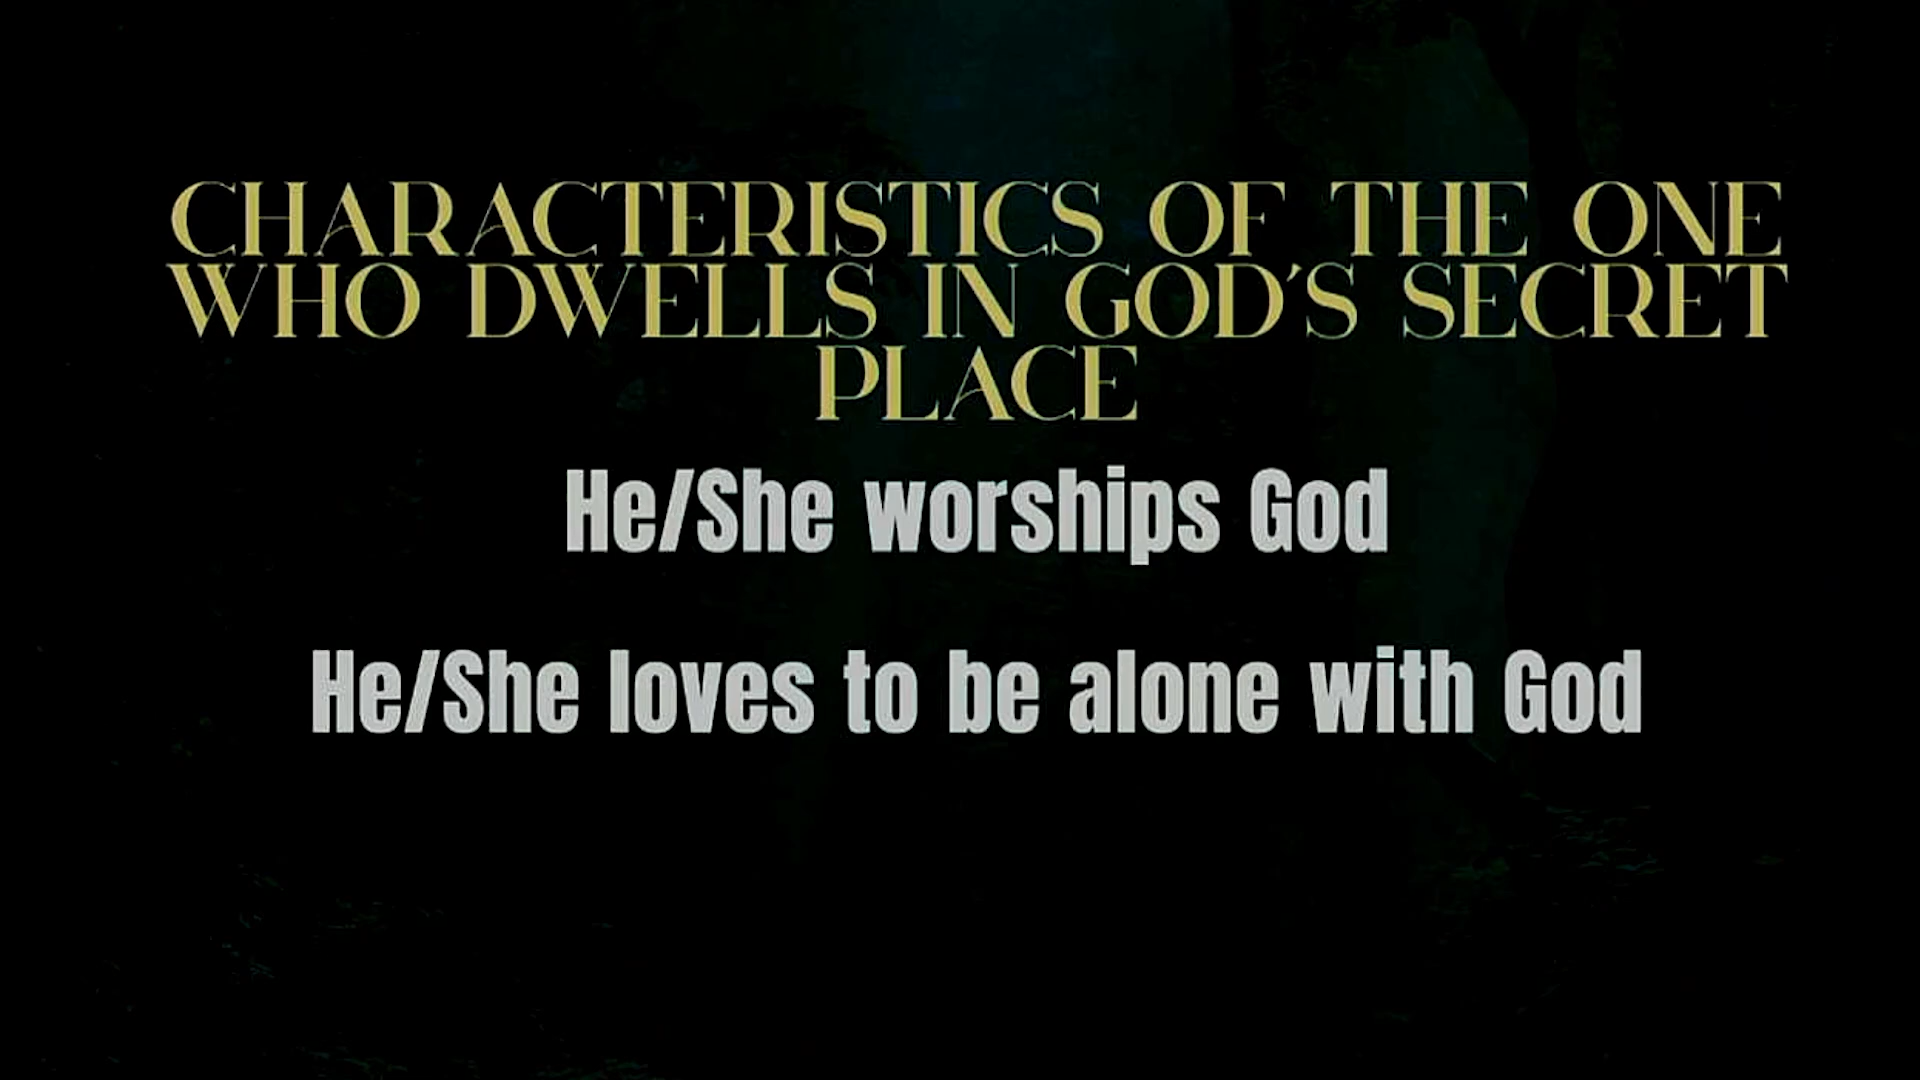 CHARACTERISTICS OF THE ONE
WHO DWELLS IN GOD'S SECRET
PLACE
He/She worships God
He/She loves to be alone with God